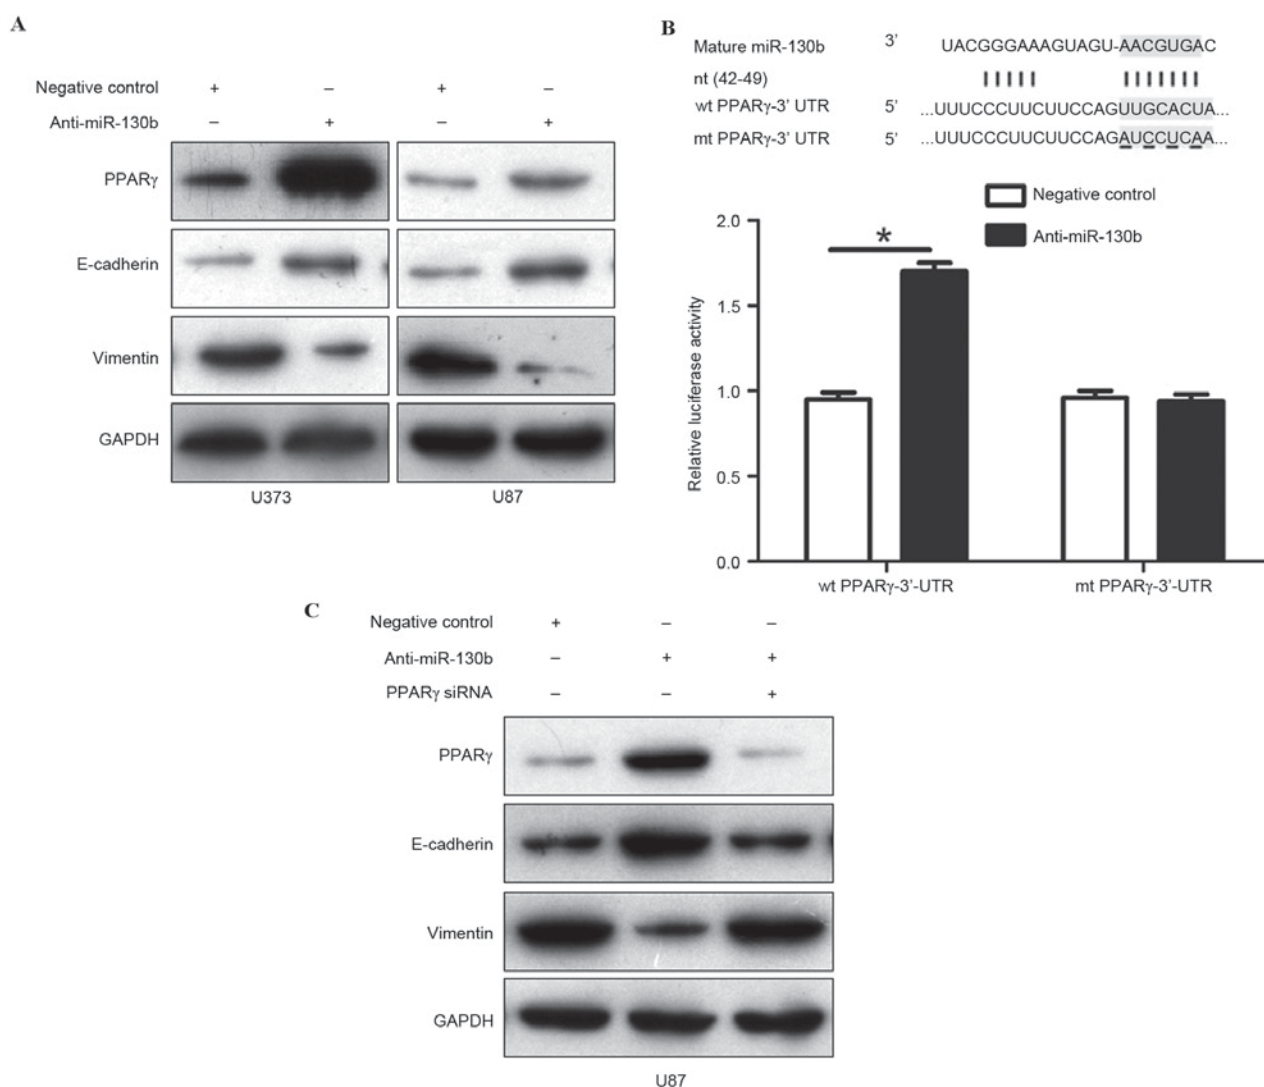 A
Negative control + – + –
Anti-miR-130b – + – +
PPARγ
E-cadherin
Vimentin
GAPDH
U373 U87
B
Mature miR-130b 3’ UACGGGAAAGUAGU-AACGUGAC
nt (42-49)
wt PPARγ-3’ UTR 5’ ...UUUCCCUUCUUCCAGUUGCACUA...
mt PPARγ-3’ UTR 5’ ...UUUCCCUUCUUCCAGAUCCUCAA...
Negative control
Anti-miR-130b
*
Relative luciferase activity
2.0
1.5
1.0
0.5
0.0
wt PPARγ-3’-UTR mt PPARγ-3’-UTR
C
Negative control + – –
Anti-miR-130b – + +
PPARγ siRNA – – +
PPARγ
E-cadherin
Vimentin
GAPDH
U87